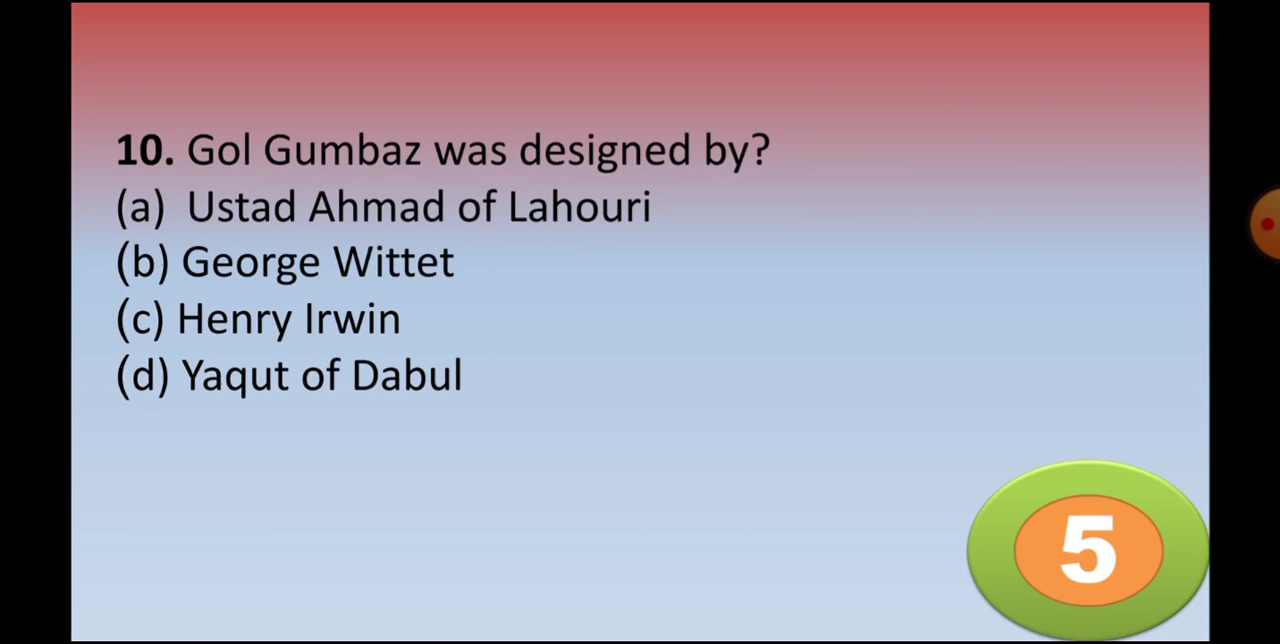 10. Gol Gumbaz was designed by?
(a) Ustad Ahmad of Lahouri
(b) George Wittet
(c) Henry Irwin
(d) Yaqut of Dabul
5